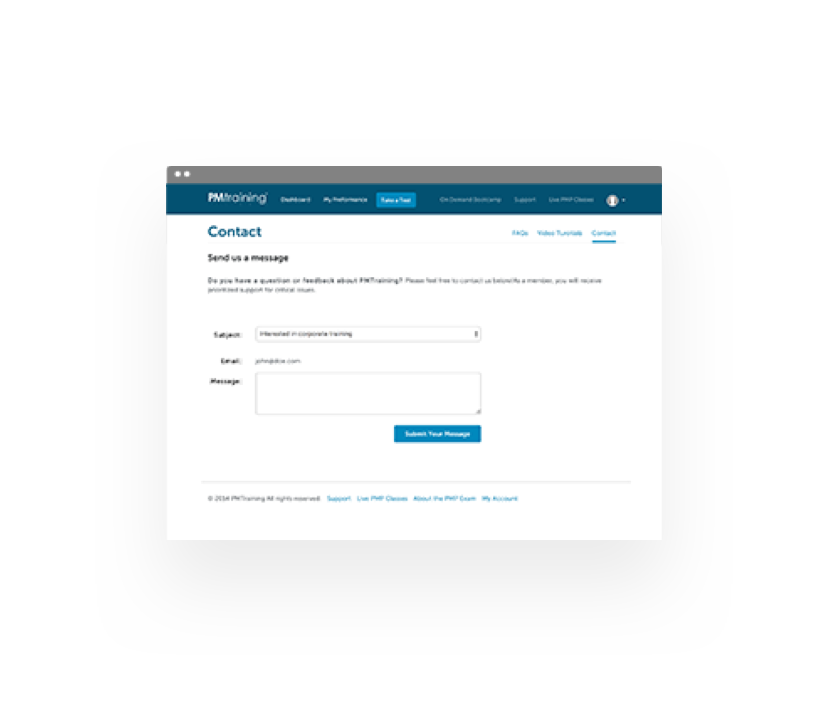 PMtraining Dashboard My Performance Take a Test On Demand Bootcamp Support Live PMP Classes
Contact FAQs Video Turotials Contact
Send us a message
Do you have a question or feedback about PMTraining? Please feel free to contact us below!As a member, you will receive
prioritized support for critical issues.
Subject: Interested in corporate training
Email: john@doe.com
Message:
Submit Your Message
© 2014 PMTraining All rights reserved. Support Live PMP Classes About the PMP Exam My Account